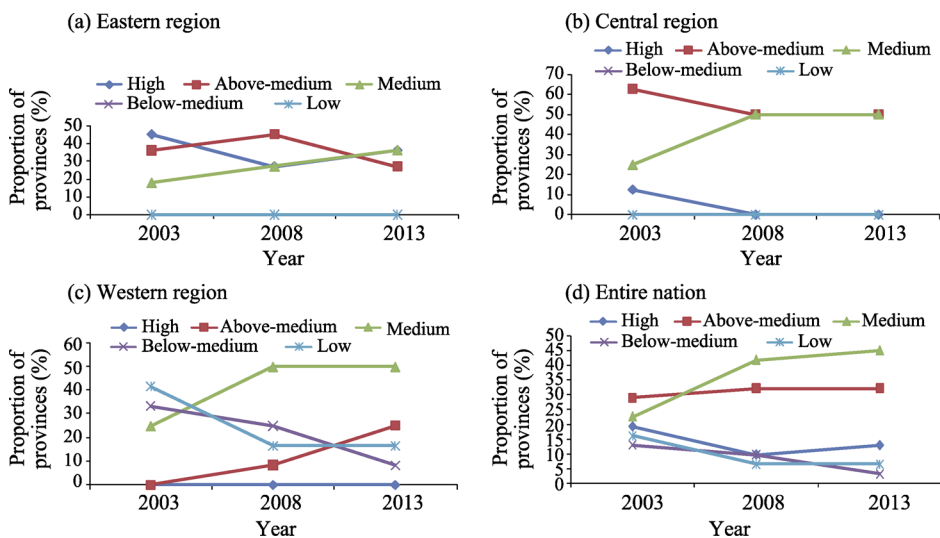 (a) Eastern region
High Above-medium Medium
Below-medium Low
Proportion of
provinces (%)
50
40
30
20
10
0
2003 2008 2013
Year
(b) Central region
High Above-medium Medium
Below-medium Low
Proportion of
provinces (%)
70
60
50
40
30
20
10
0
2003 2008 2013
Year
(c) Western region
High Above-medium Medium
Below-medium Low
Proportion of
provinces (%)
60
50
40
30
20
10
0
2003 2008 2013
Year
(d) Entire nation
High Above-medium Medium
Below-medium Low
Proportion of
provinces (%)
50
45
40
35
30
25
20
15
10
5
0
2003 2008 2013
Year